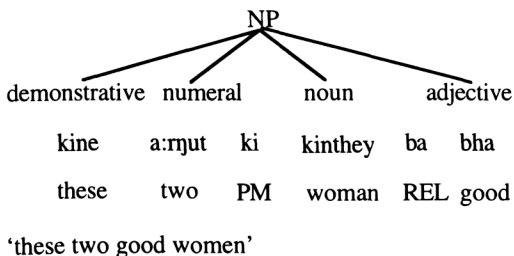 NP
demonstrative numeral noun adjective
kine a:rŋut ki kinthey ba bha
these two PM woman REL good
‘these two good women’